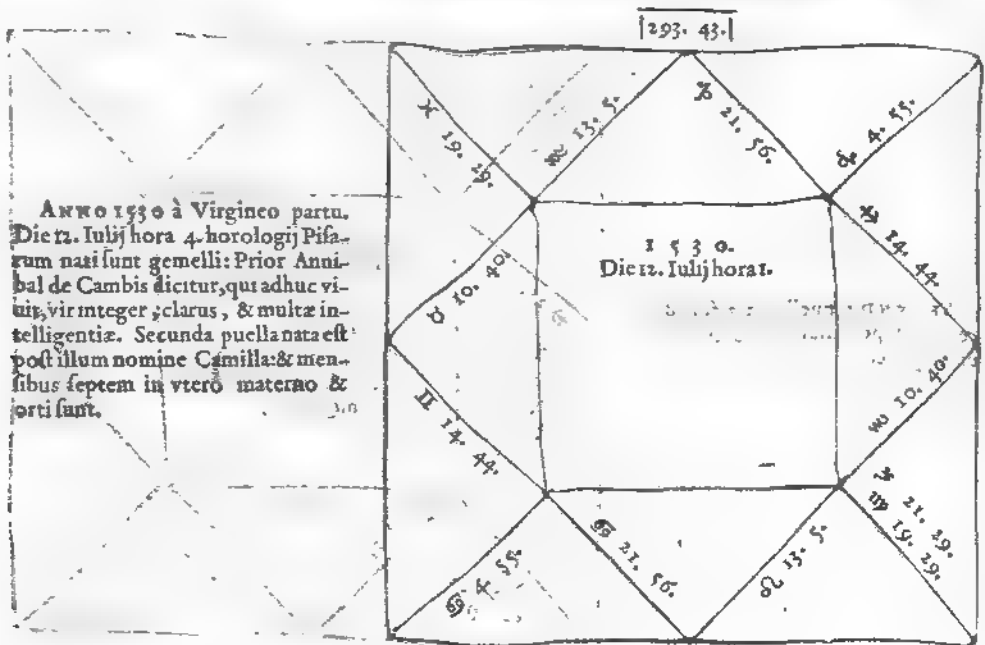 293. 43.
♓ 19. 29.
♒ 13. 5.
♑ 21. 56.
♑ 4. 55.
♐ 14. 44.
ANNO 1530 à Virgineo partu.
Die 12. Iulij hora 4. horologij Pisa-
rum nati sunt gemelli: Prior Anni-
bal de Cambis dicitur, qui adhuc vi-
uit, vir integer, clarus, & multæ in-
telligentiæ. Secunda puella nata est
post illum nomine Camilla: & men-
sibus septem in vtero materno &
orti sunt.
1530.
Die 12. Iulij hora 1.
♉ 10. 40.
♏ 10. 40.
♊ 14. 44.
21. 29.
♍ 19. 29.
♋ 4. 55.
♋ 21. 56.
♌ 13. 5.